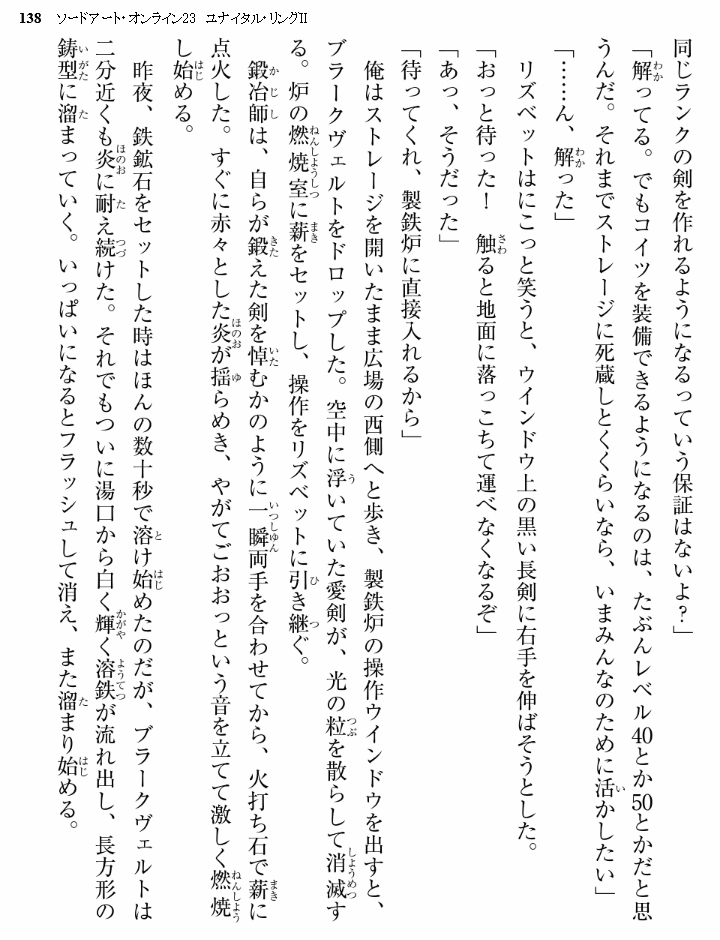 138 ソードアート・オンライン23 ユナイタル・リングⅡ
同じランクの剣を作れるようになるっていう保証はないよ？」
「解ってる。でもコイツを装備できるようになるのは、たぶんレベル40とか50とかだと思
うんだ。それまでストレージに死蔵しとくくらいなら、いまみんなのために活かしたい」
「……ん、解った」
リズベットはにこっと笑うと、ウインドウ上の黒い長剣に右手を伸ばそうとした。
「おっと待った！　触ると地面に落っこちて運べなくなるぞ」
「あっ、そうだった」
「待ってくれ、製鉄炉に直接入れるから」
俺はストレージを開いたまま広場の西側へと歩き、製鉄炉の操作ウインドウを出すと、
ブラークヴェルトをドロップした。空中に浮いていた愛剣が、光の粒を散らして消滅す
る。炉の燃焼室に薪をセットし、操作をリズベットに引き継ぐ。
鍛冶師は、自らが鍛えた剣を悼むかのように一瞬両手を合わせてから、火打ち石で薪に
点火した。すぐに赤々とした炎が揺らめき、やがてごおおっという音を立てて激しく燃焼
し始める。
昨夜、鉄鉱石をセットした時はほんの数十秒で溶け始めたのだが、ブラークヴェルトは
二分近くも炎に耐え続けた。それでもついに湯口から白く輝く溶鉄が流れ出し、長方形の
鋳型に溜まっていく。いっぱいになるとフラッシュして消え、また溜まり始める。